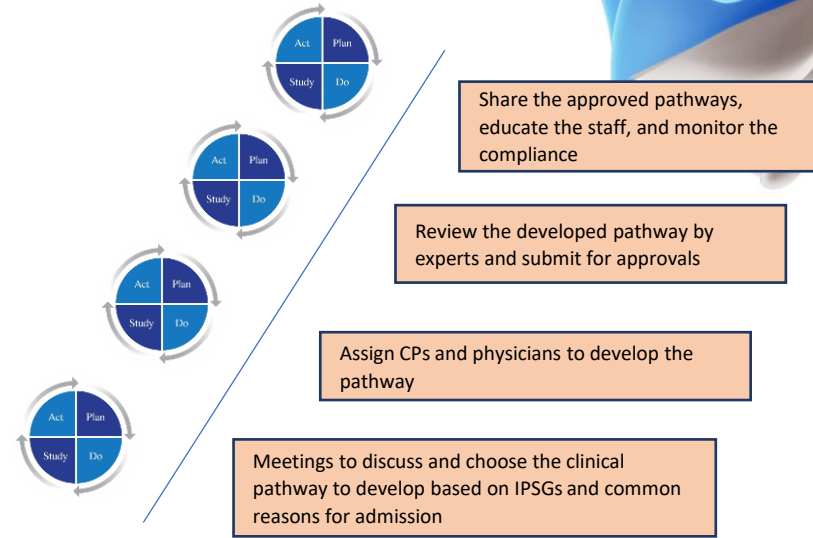 Act Plan
Study Do
Share the approved pathways,
educate the staff, and monitor the
compliance
Act Plan
Study Do
Review the developed pathway by
experts and submit for approvals
Act Plan
Study Do
Assign CPs and physicians to develop the
pathway
Act Plan
Study Do
Meetings to discuss and choose the clinical
pathway to develop based on IPSGs and common
reasons for admission